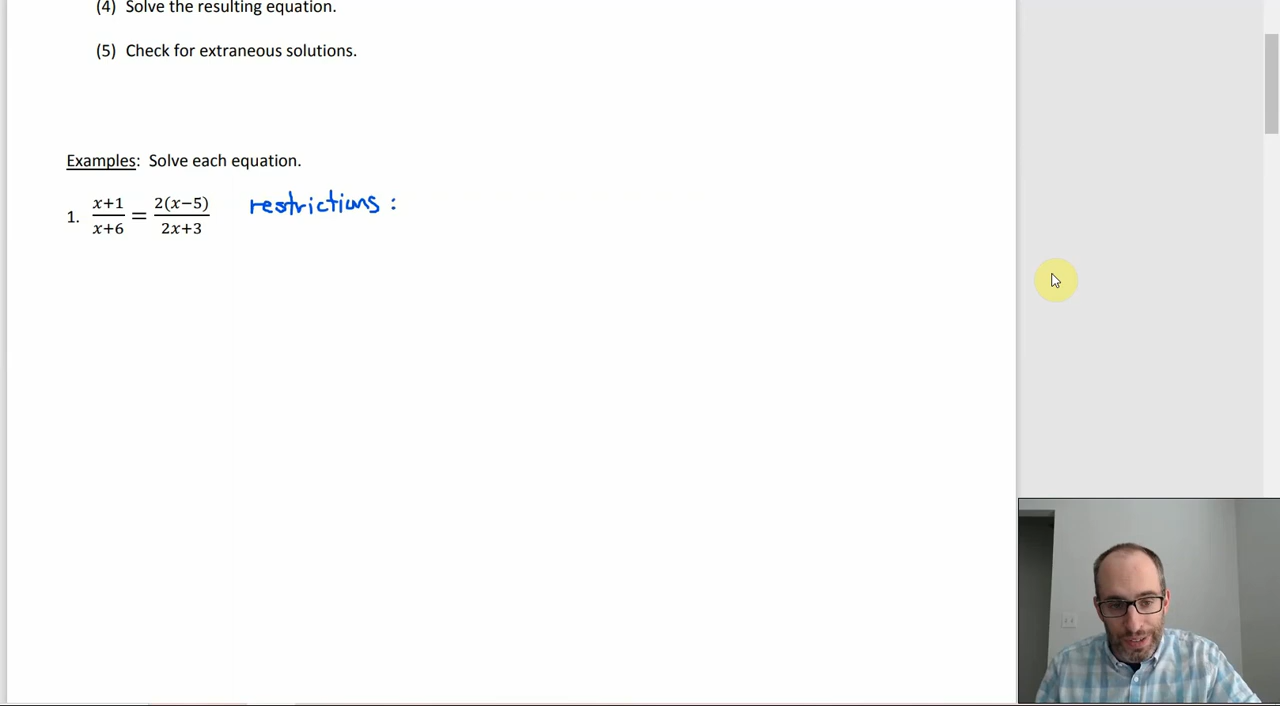 (4) Solve the resulting equation.
(5) Check for extraneous solutions.
Examples: Solve each equation.
1. (x+1)/(x+6) = 2(x−5)/(2x+3) restrictions: